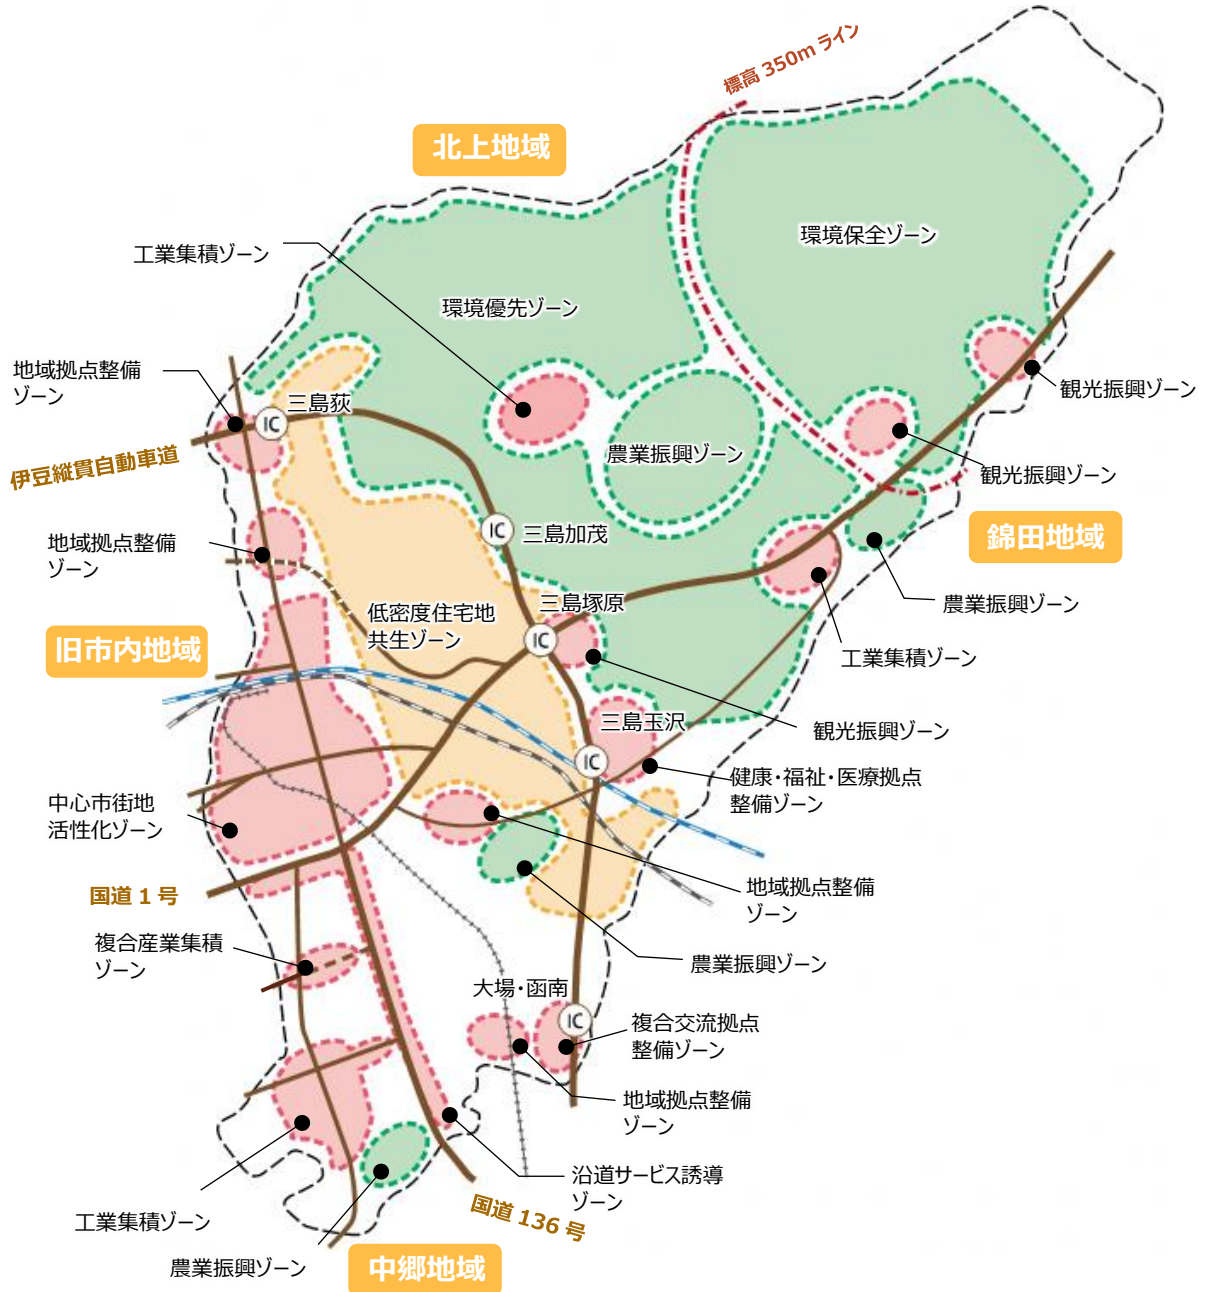 標高 350m ライン
北上地域
環境保全ゾーン
工業集積ゾーン
環境優先ゾーン
地域拠点整備
ゾーン
三島萩
IC
観光振興ゾーン
伊豆縦貫自動車道
農業振興ゾーン
観光振興ゾーン
IC
三島加茂
錦田地域
地域拠点整備
ゾーン
三島塚原
農業振興ゾーン
低密度住宅地
共生ゾーン
IC
旧市内地域
工業集積ゾーン
三島玉沢
観光振興ゾーン
IC
健康・福祉・医療拠点
整備ゾーン
中心市街地
活性化ゾーン
国道 1 号
地域拠点整備
ゾーン
複合産業集積
ゾーン
農業振興ゾーン
大場・函南
IC
複合交流拠点
整備ゾーン
地域拠点整備
ゾーン
沿道サービス誘導
ゾーン
工業集積ゾーン
国道 136 号
農業振興ゾーン
中郷地域